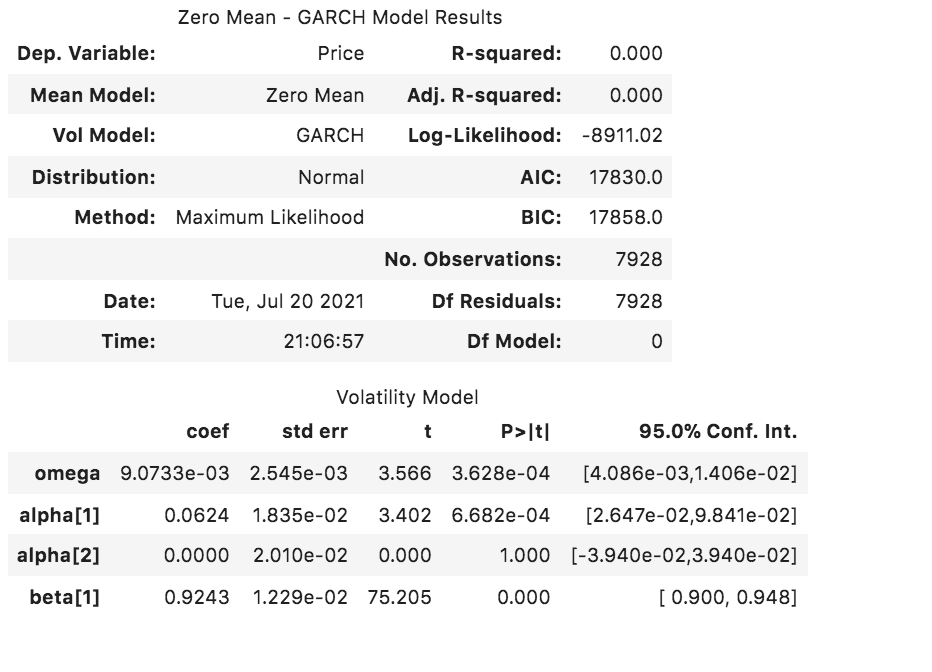 Zero Mean - GARCH Model Results
Dep. Variable: Price R-squared: 0.000
Mean Model: Zero Mean Adj. R-squared: 0.000
Vol Model: GARCH Log-Likelihood: -8911.02
Distribution: Normal AIC: 17830.0
Method: Maximum Likelihood BIC: 17858.0
No. Observations: 7928
Date: Tue, Jul 20 2021 Df Residuals: 7928
Time: 21:06:57 Df Model: 0
Volatility Model
coef std err t P>|t| 95.0% Conf. Int.
omega 9.0733e-03 2.545e-03 3.566 3.628e-04 [4.086e-03,1.406e-02]
alpha[1] 0.0624 1.835e-02 3.402 6.682e-04 [2.647e-02,9.841e-02]
alpha[2] 0.0000 2.010e-02 0.000 1.000 [-3.940e-02,3.940e-02]
beta[1] 0.9243 1.229e-02 75.205 0.000 [ 0.900, 0.948]